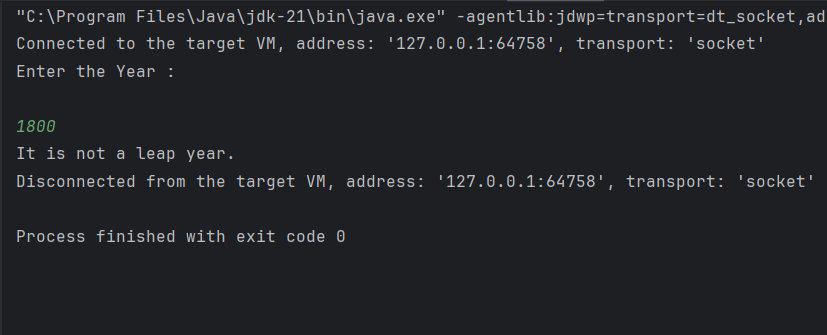 "C:\Program Files\Java\jdk-21\bin\java.exe" -agentlib:jdwp=transport=dt_socket,ad
Connected to the target VM, address: '127.0.0.1:64758', transport: 'socket'
Enter the Year :
1800
It is not a leap year.
Disconnected from the target VM, address: '127.0.0.1:64758', transport: 'socket'
Process finished with exit code 0